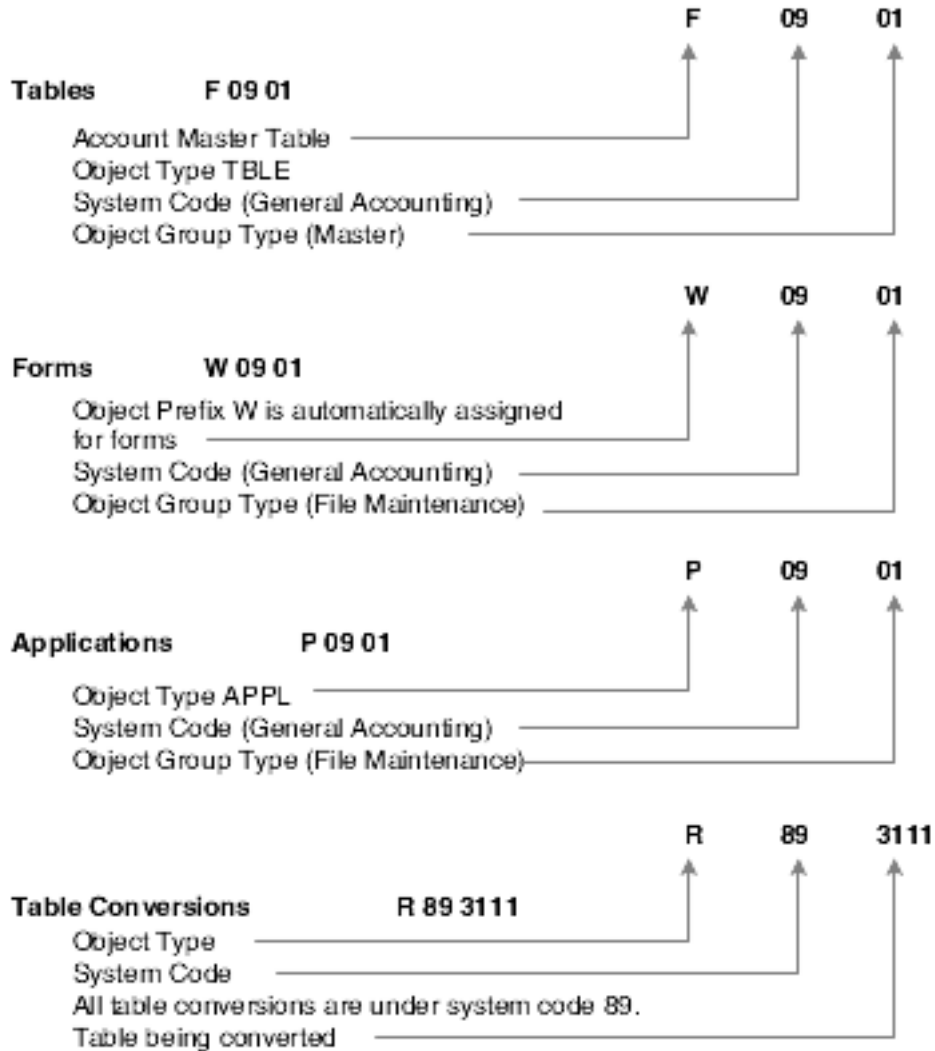 F 09 01
Tables F 09 01
Account Master Table
Object Type TBLE
System Code (General Accounting)
Object Group Type (Master)
W 09 01
Forms W 09 01
Object Prefix W is automatically assigned
for forms
System Code (General Accounting)
Object Group Type (File Maintenance)
P 09 01
Applications P 09 01
Object Type APPL
System Code (General Accounting)
Object Group Type (File Maintenance)
R 89 3111
Table Conversions R 89 3111
Object Type
System Code
All table conversions are under system code 89.
Table being converted